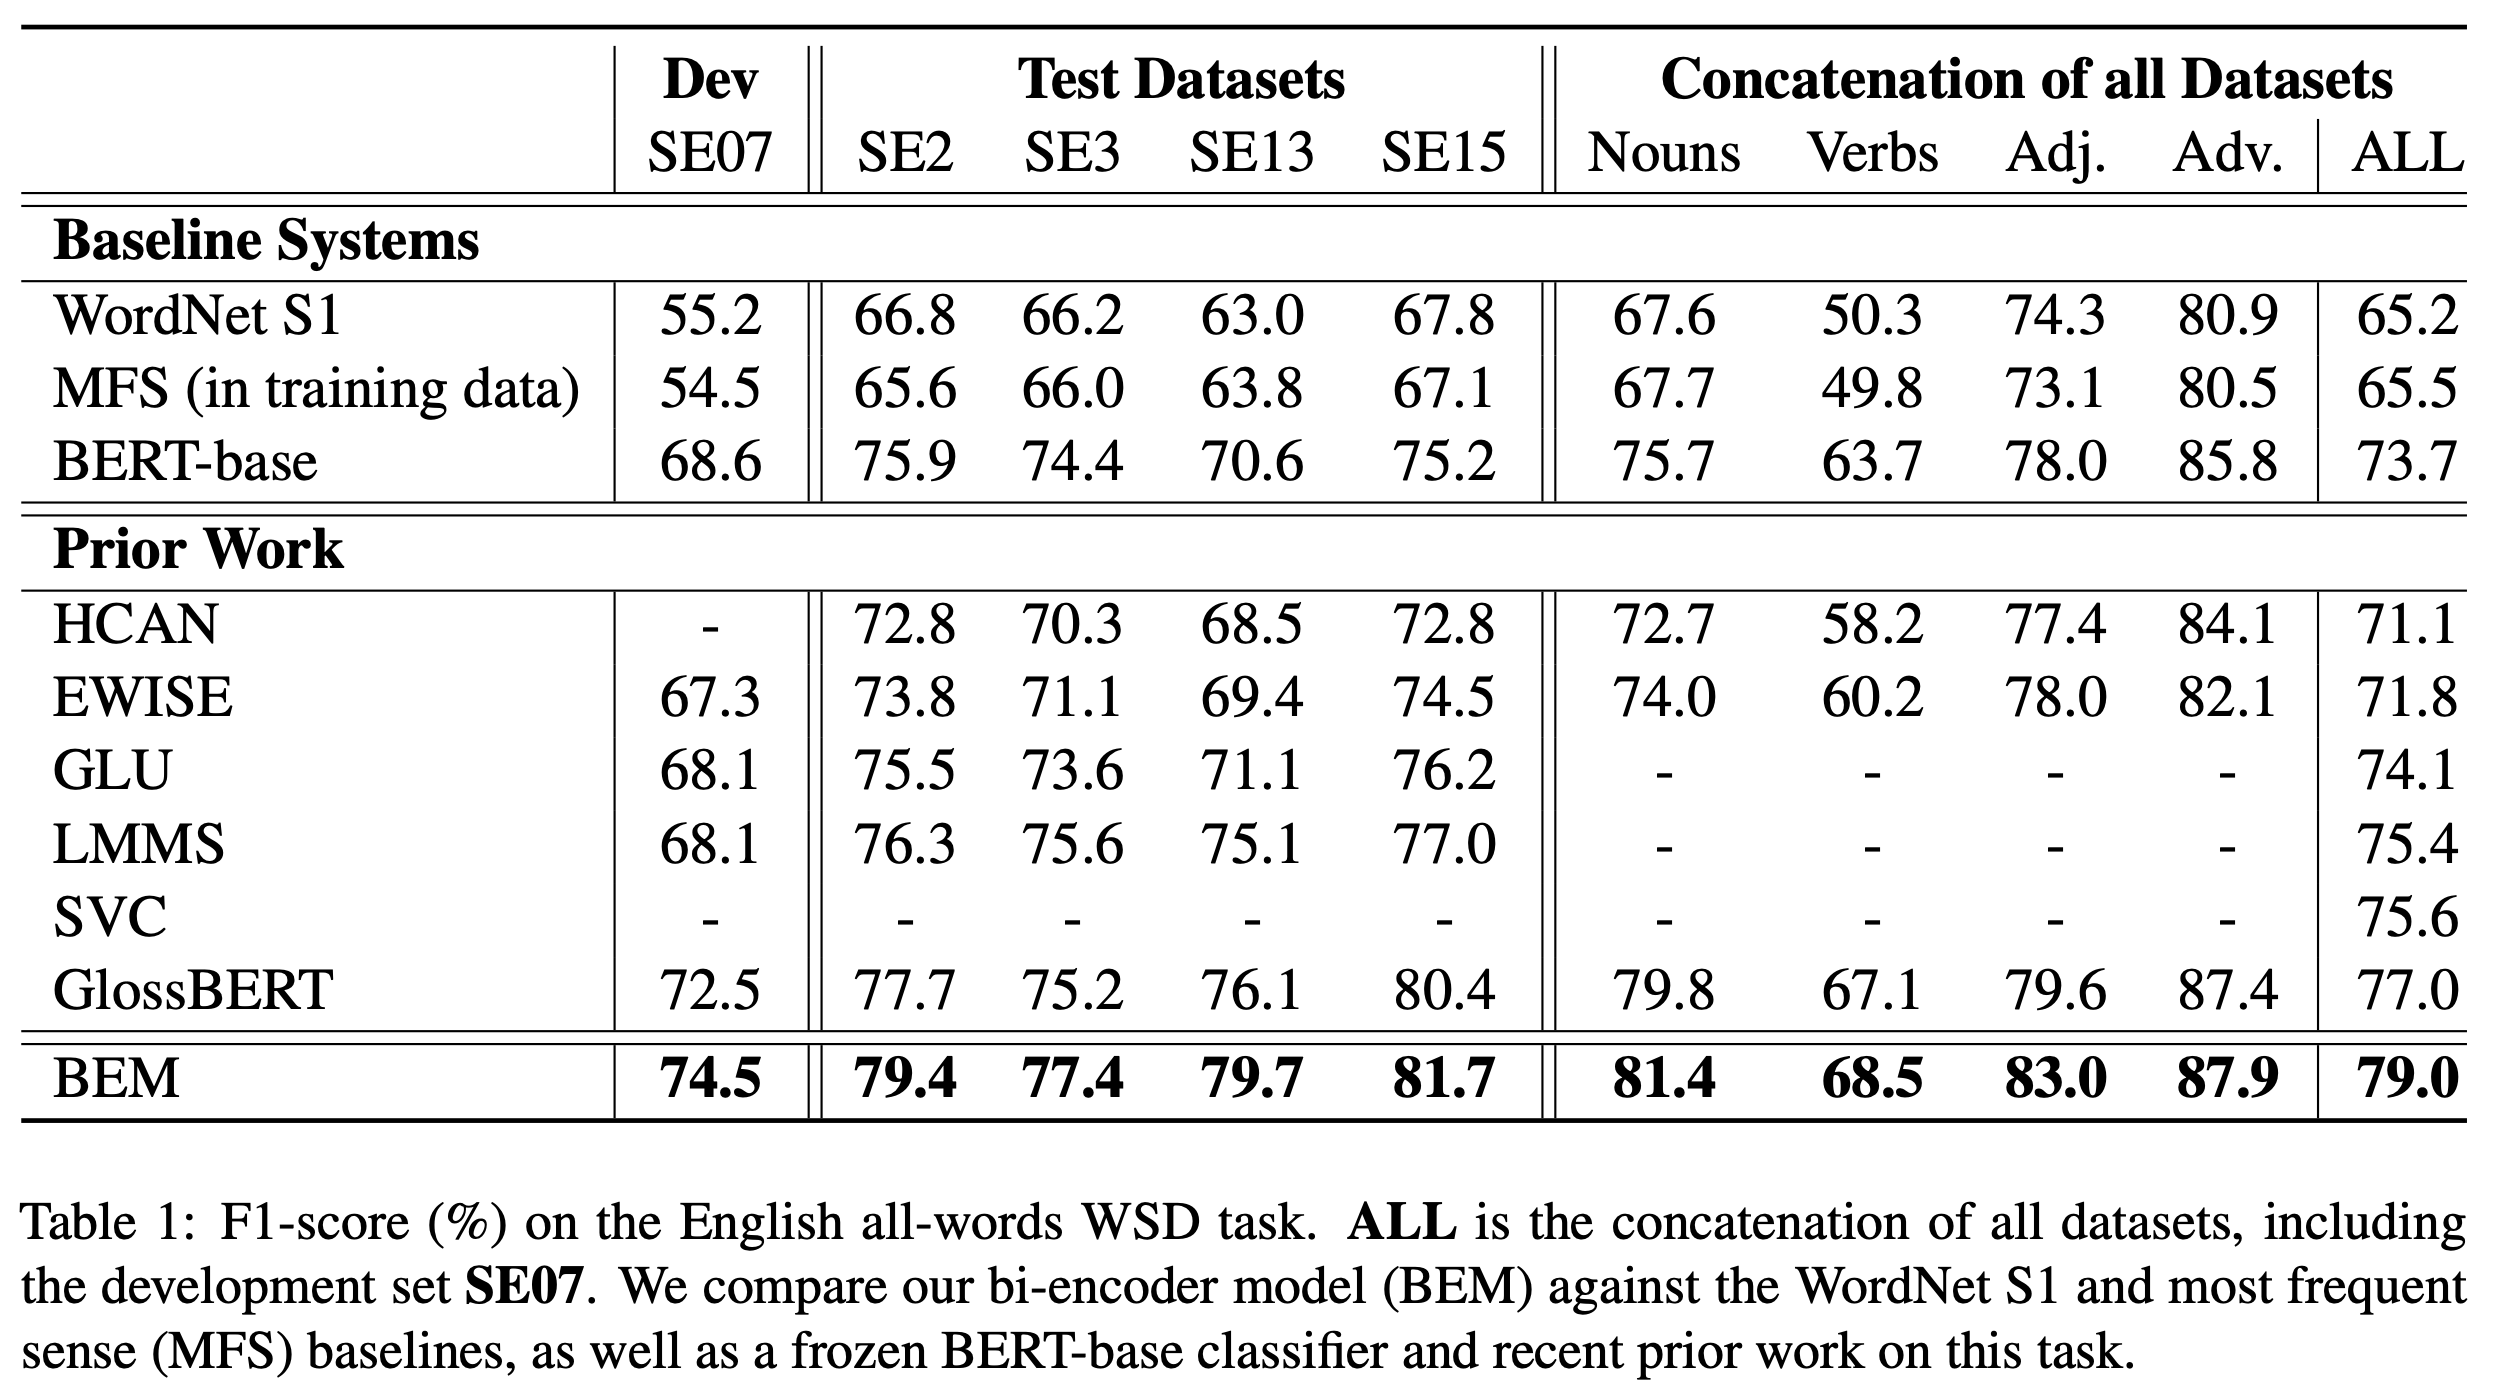 Dev Test Datasets Concatenation of all Datasets
SE07 SE2 SE3 SE13 SE15 Nouns Verbs Adj. Adv. ALL
Baseline Systems
WordNet S1 55.2 66.8 66.2 63.0 67.8 67.6 50.3 74.3 80.9 65.2
MFS (in training data) 54.5 65.6 66.0 63.8 67.1 67.7 49.8 73.1 80.5 65.5
BERT-base 68.6 75.9 74.4 70.6 75.2 75.7 63.7 78.0 85.8 73.7
Prior Work
HCAN - 72.8 70.3 68.5 72.8 72.7 58.2 77.4 84.1 71.1
EWISE 67.3 73.8 71.1 69.4 74.5 74.0 60.2 78.0 82.1 71.8
GLU 68.1 75.5 73.6 71.1 76.2 - - - - 74.1
LMMS 68.1 76.3 75.6 75.1 77.0 - - - - 75.4
SVC - - - - - - - - - 75.6
GlossBERT 72.5 77.7 75.2 76.1 80.4 79.8 67.1 79.6 87.4 77.0
BEM 74.5 79.4 77.4 79.7 81.7 81.4 68.5 83.0 87.9 79.0
Table 1: F1-score (%) on the English all-words WSD task. ALL is the concatenation of all datasets, including
the development set SE07. We compare our bi-encoder model (BEM) against the WordNet S1 and most frequent
sense (MFS) baselines, as well as a frozen BERT-base classifier and recent prior work on this task.